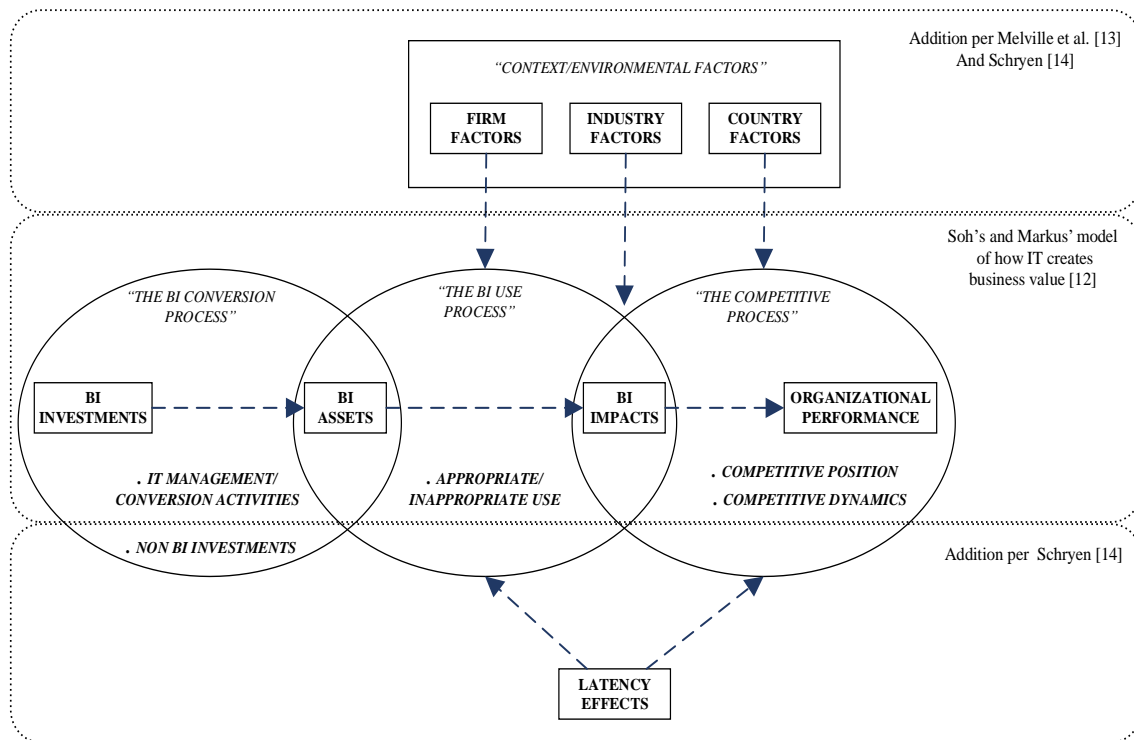 Addition per Melville et al. [13]
And Schryen [14]
“CONTEXT/ENVIRONMENTAL FACTORS”
FIRM
FACTORS
INDUSTRY
FACTORS
COUNTRY
FACTORS
Soh’s and Markus’ model
of how IT creates
business value [12]
“THE BI CONVERSION
PROCESS”
“THE BI USE
PROCESS”
“THE COMPETITIVE
PROCESS”
BI
INVESTMENTS
BI
ASSETS
BI
IMPACTS
ORGANIZATIONAL
PERFORMANCE
. IT MANAGEMENT/
CONVERSION ACTIVITIES
. APPROPRIATE/
INAPPROPRIATE USE
. COMPETITIVE POSITION
. COMPETITIVE DYNAMICS
. NON BI INVESTMENTS
Addition per Schryen [14]
LATENCY
EFFECTS